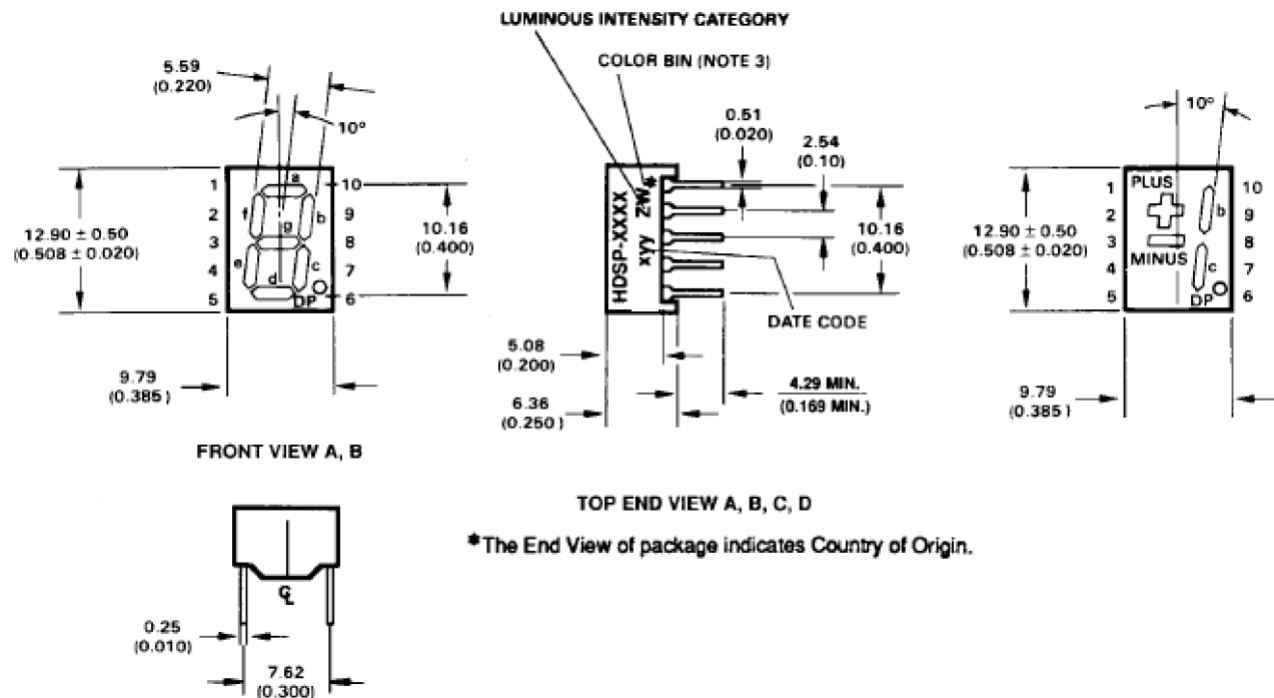 LUMINOUS INTENSITY CATEGORY
COLOR BIN (NOTE 3)
5.59
(0.220)
10°
12.90 ± 0.50
(0.508 ± 0.020)
1
2
3
4
5
a
f
b
g
e
c
d
DP
10
9
8
7
6
10.16
(0.400)
9.79
(0.385)
FRONT VIEW A, B
HDSP-XXXX
xyy ZW*
0.51
(0.020)
2.54
(0.10)
10.16
(0.400)
DATE CODE
5.08
(0.200)
6.36
(0.250)
4.29 MIN.
(0.169 MIN.)
TOP END VIEW A, B, C, D
*The End View of package indicates Country of Origin.
10°
12.90 ± 0.50
(0.508 ± 0.020)
1
2
3
4
5
PLUS
MINUS
b
c
DP
10
9
8
7
6
9.79
(0.385)
CL
0.25
(0.010)
7.62
(0.300)